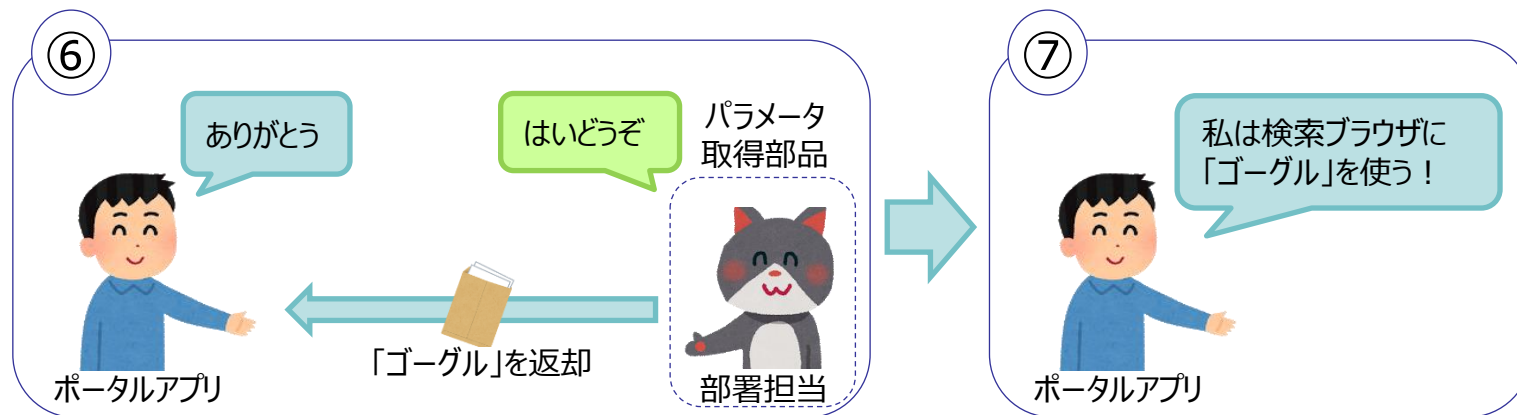 ⑥
ありがとう
はいどうぞ
パラメータ
取得部品
「ゴーグル」を返却
ポータルアプリ
部署担当
⑦
私は検索ブラウザに
「ゴーグル」を使う！
ポータルアプリ